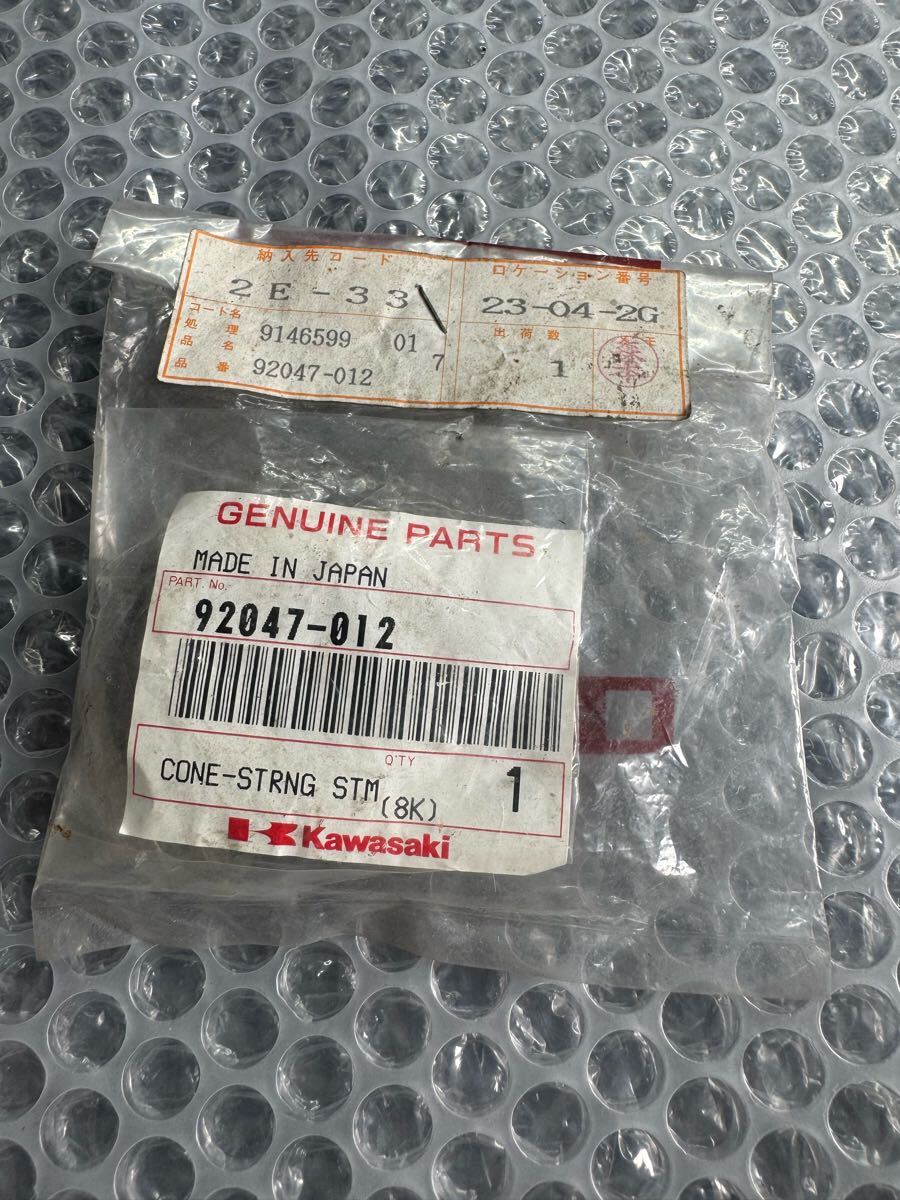 納入先コード
ロケーション番号
2E-33
23-04-2G
コード名
処理
品名
9146599 01
7
出荷数
1
品番
92047-012
GENUINE PARTS
MADE IN JAPAN
PART. No.
92047-012
Q'TY
CONE-STRNG STM
(8K)
1
Kawasaki